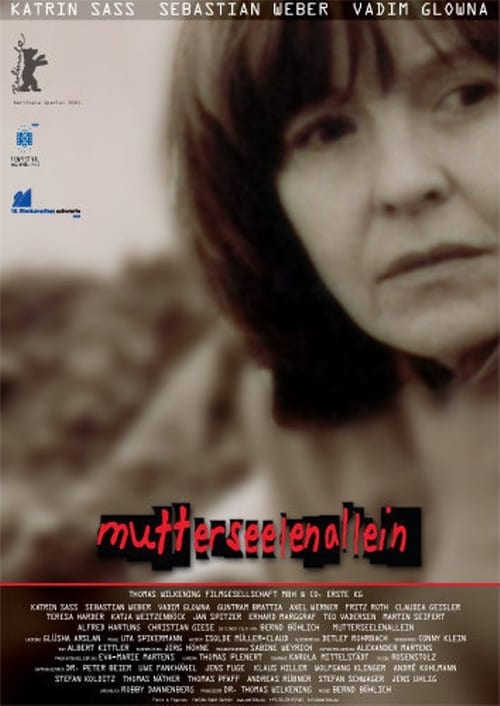 KATRIN SASS SEBASTIAN WEBER VADIM GLOWNA
mutterseelenallein
THOMAS WILKENING FILMGESELLSCHAFT MBH & CO. ERSTE KG
KATRIN SASS SEBASTIAN WEBER VADIM GLOWNA GUNTRAM BRATTIA AXEL WERNER FRITZ ROTH CLAUDIA GEISLER
TERESA HARDER KATJA WEITZENBÖCK JAN SPITZER ERHARD MARGGRAF TEO VADERSEN MARTIN SEIFERT
ALFRED HARTUNG CHRISTIAN GIESE BERND BÖHLICH MUTTERSEELENALLEIN
GLÜSHA ARSLAN UTA SPIKERMANN ISOLDE MÜLLER-CLAUD DETLEF MOHRBACH CONNY KLEIN
ALBERT KITTLER JÖRG HÖHNE SABINE WEYRICH ALEXANDER MARTENS
EVA-MARIE MARTENS THOMAS PLENERT KAROLA MITTELSTÄDT ROSENSTOLZ
DR. PETER BEIER UWE FANKHÄNEL JENS FUGE KLAUS HILLER WOLFGANG KLINGER ANDRÉ KOHLMANN
STEFAN KOLDITZ THOMAS NÄTHER THOMAS PFAFF ANDREAS RÜBNER STEFAN SCHWAGER JENS UHLIG
ROBBY DANNENBERG DR. THOMAS WILKENING BERND BÖHLICH